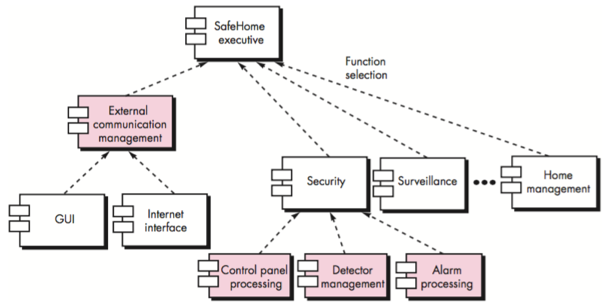 SafeHome
executive
Function
selection
External
communication
management
GUI
Internet
interface
Security
Surveillance
Home
management
Control panel
processing
Detector
management
Alarm
processing